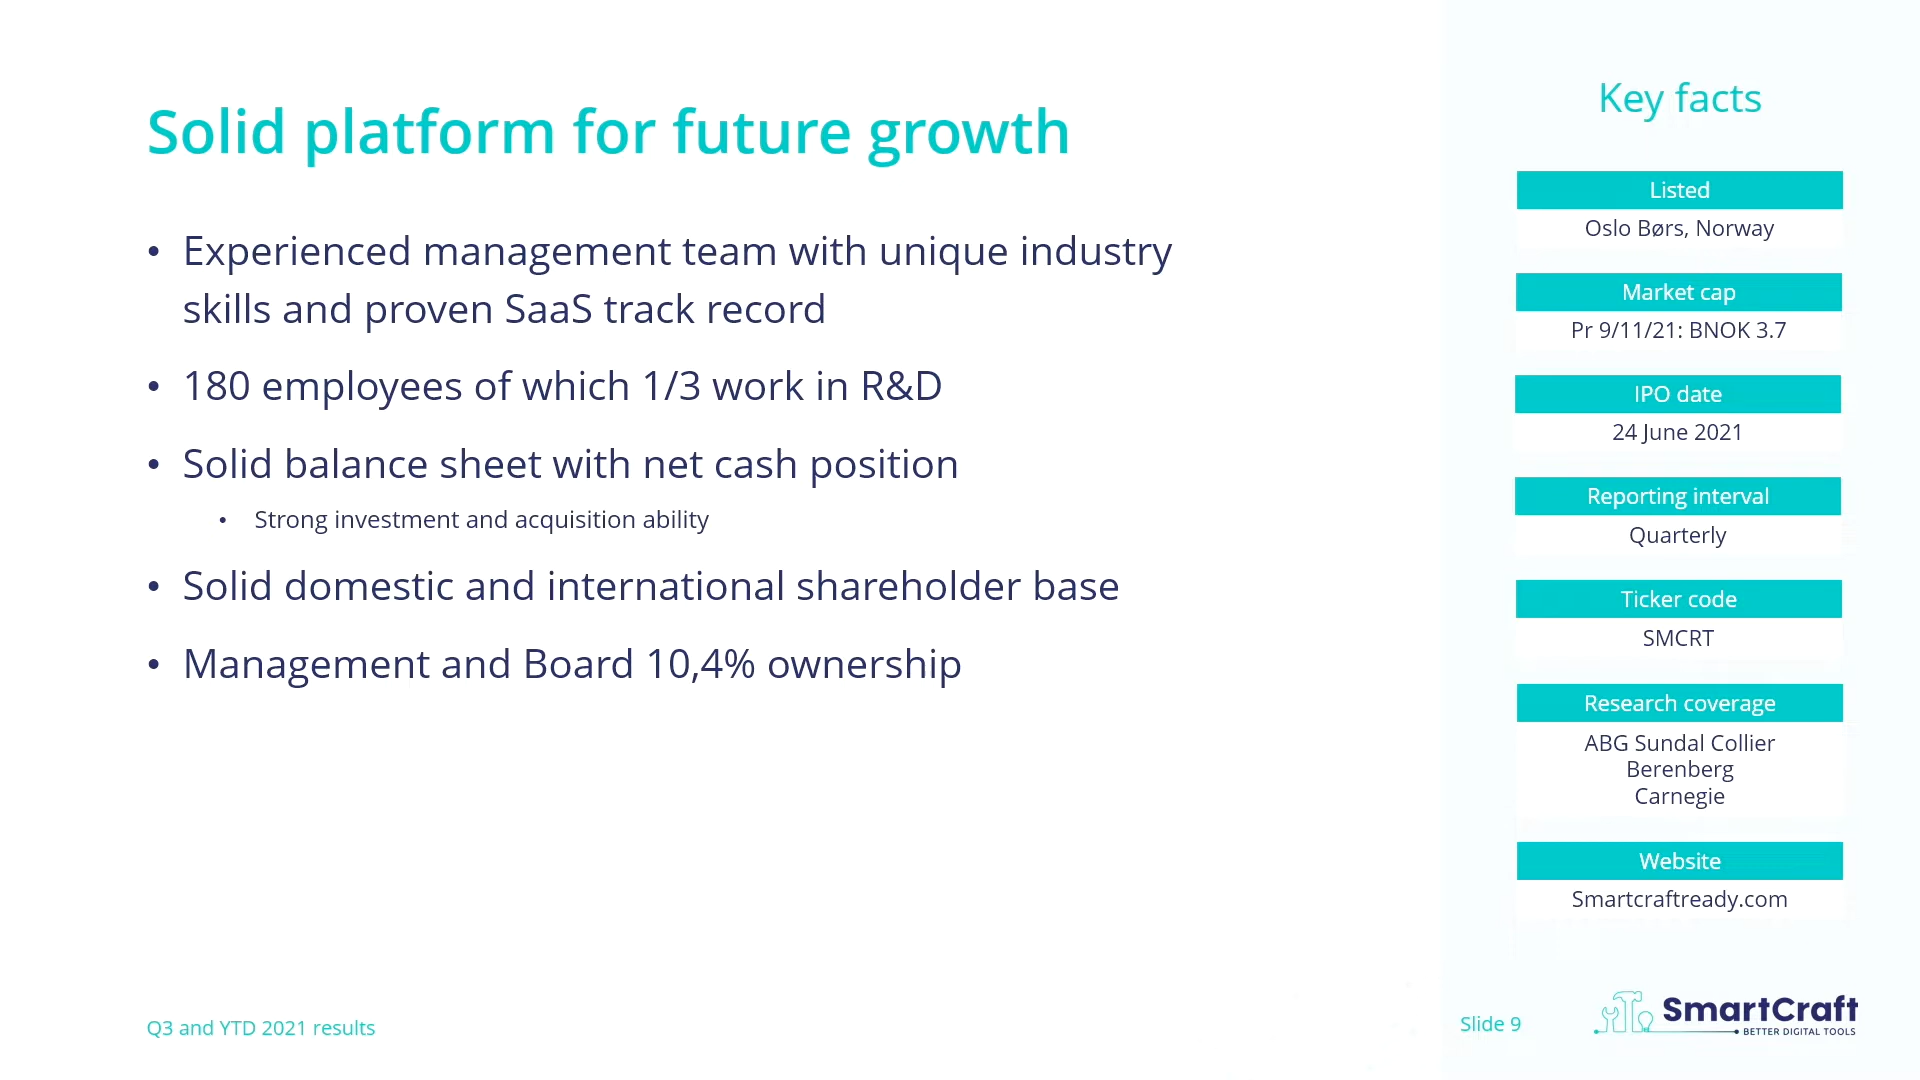 Solid platform for future growth
• Experienced management team with unique industry
skills and proven SaaS track record
• 180 employees of which 1/3 work in R&D
• Solid balance sheet with net cash position
• Strong investment and acquisition ability
• Solid domestic and international shareholder base
• Management and Board 10,4% ownership
Key facts
Listed
Oslo Børs, Norway
Market cap
Pr 9/11/21: BNOK 3.7
IPO date
24 June 2021
Reporting interval
Quarterly
Ticker code
SMCRT
Research coverage
ABG Sundal Collier
Berenberg
Carnegie
Website
Smartcraftready.com
Q3 and YTD 2021 results
Slide 9
SmartCraft
BETTER DIGITAL TOOLS